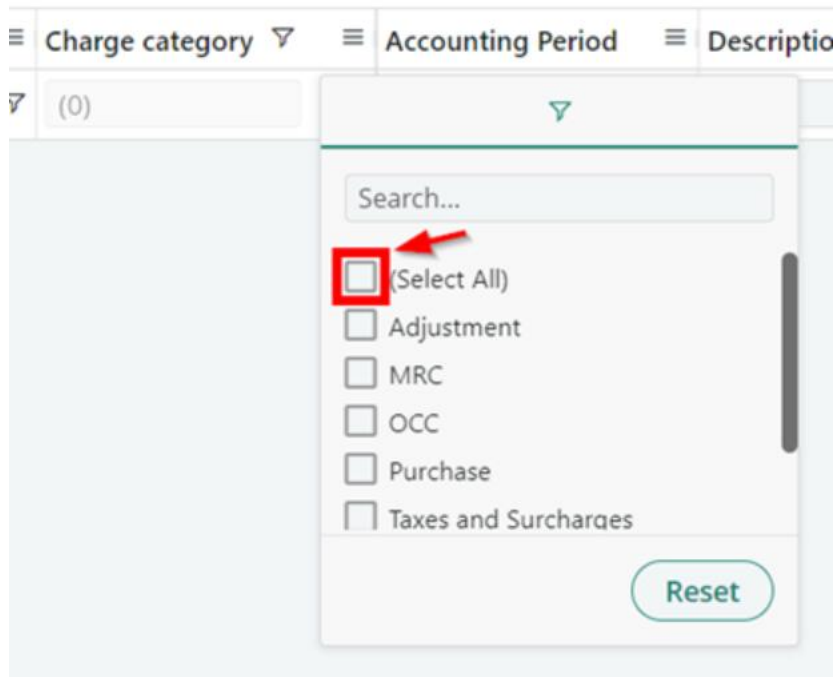 Charge category
Accounting Period
Descriptio
(0)
Search...
(Select All)
Adjustment
MRC
OCC
Purchase
Taxes and Surcharges
Reset